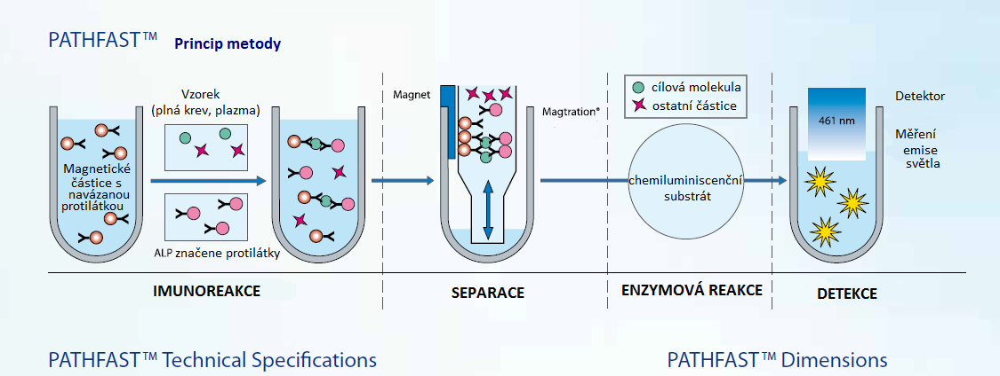 PATHFAST™ Princip metody
Vzorek
(plná krev, plazma)
Magnetické
částice s
navázanou
protilátkou
ALP značene protilátky
Magnet
Magtration®
cílová molekula
ostatní částice
chemiluminiscenční
substrát
461 nm
Detektor
Měření
emise
světla
IMUNOREAKCE
SEPARACE
ENZYMOVÁ REAKCE
DETEKCE
PATHFAST™ Technical Specifications
PATHFAST™ Dimensions